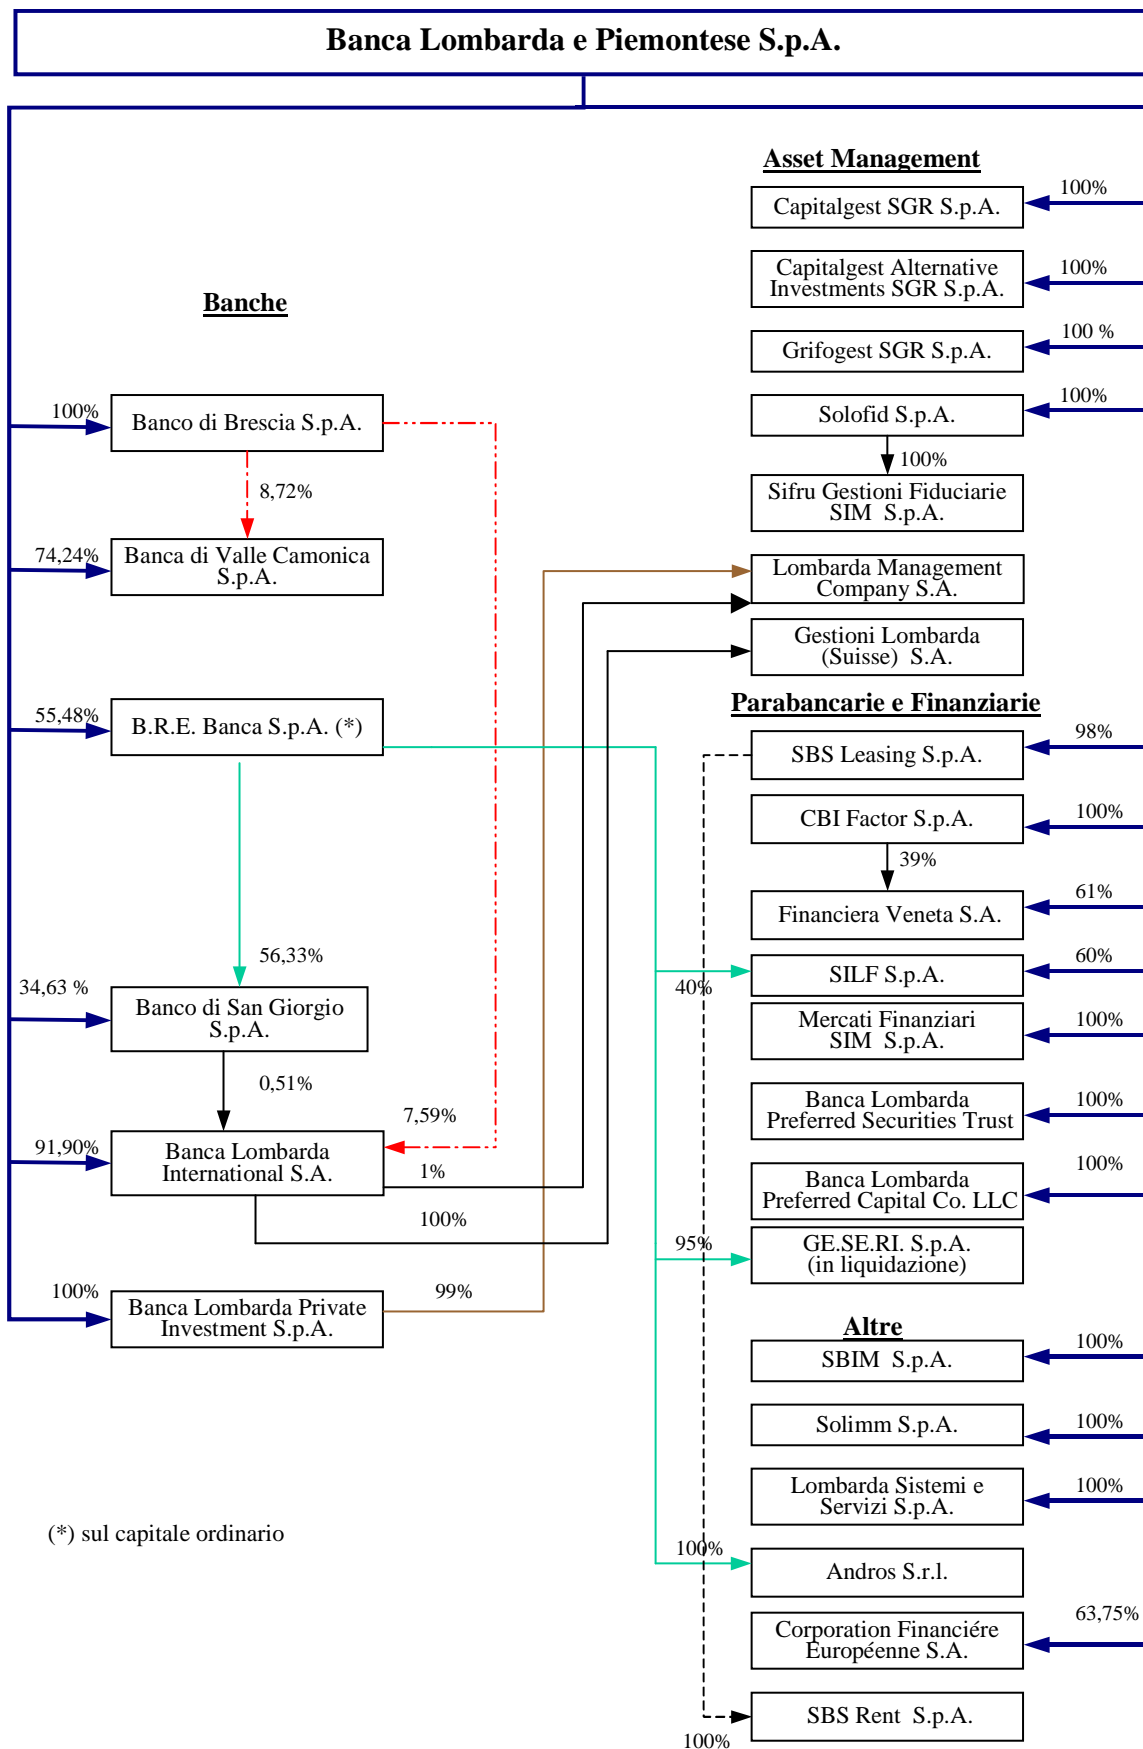 Banca Lombarda e Piemontese S.p.A.
Banche
100%
Banco di Brescia S.p.A.
8,72%
74,24%
Banca di Valle Camonica
S.p.A.
55,48%
B.R.E. Banca S.p.A. (*)
56,33%
34,63 %
Banco di San Giorgio
S.p.A.
0,51%
7,59%
91,90%
Banca Lombarda
International S.A.
1%
100%
100%
Banca Lombarda Private
Investment S.p.A.
99%
(*) sul capitale ordinario
Asset Management
Capitalgest SGR S.p.A.
100%
Capitalgest Alternative
Investments SGR S.p.A.
100%
Grifogest SGR S.p.A.
100 %
Solofid S.p.A.
100%
100%
Sifru Gestioni Fiduciarie
SIM  S.p.A.
Lombarda Management
Company S.A.
Gestioni Lombarda
(Suisse)  S.A.
Parabancarie e Finanziarie
SBS Leasing S.p.A.
98%
CBI Factor S.p.A.
100%
39%
Financiera Veneta S.A.
61%
40%
SILF S.p.A.
60%
Mercati Finanziari
SIM  S.p.A.
100%
Banca Lombarda
Preferred Securities Trust
100%
Banca Lombarda
Preferred Capital Co. LLC
100%
95%
GE.SE.RI. S.p.A.
(in liquidazione)
Altre
SBIM  S.p.A.
100%
Solimm S.p.A.
100%
Lombarda Sistemi e
Servizi S.p.A.
100%
100%
Andros S.r.l.
Corporation Financiére
Européenne S.A.
63,75%
SBS Rent  S.p.A.
100%